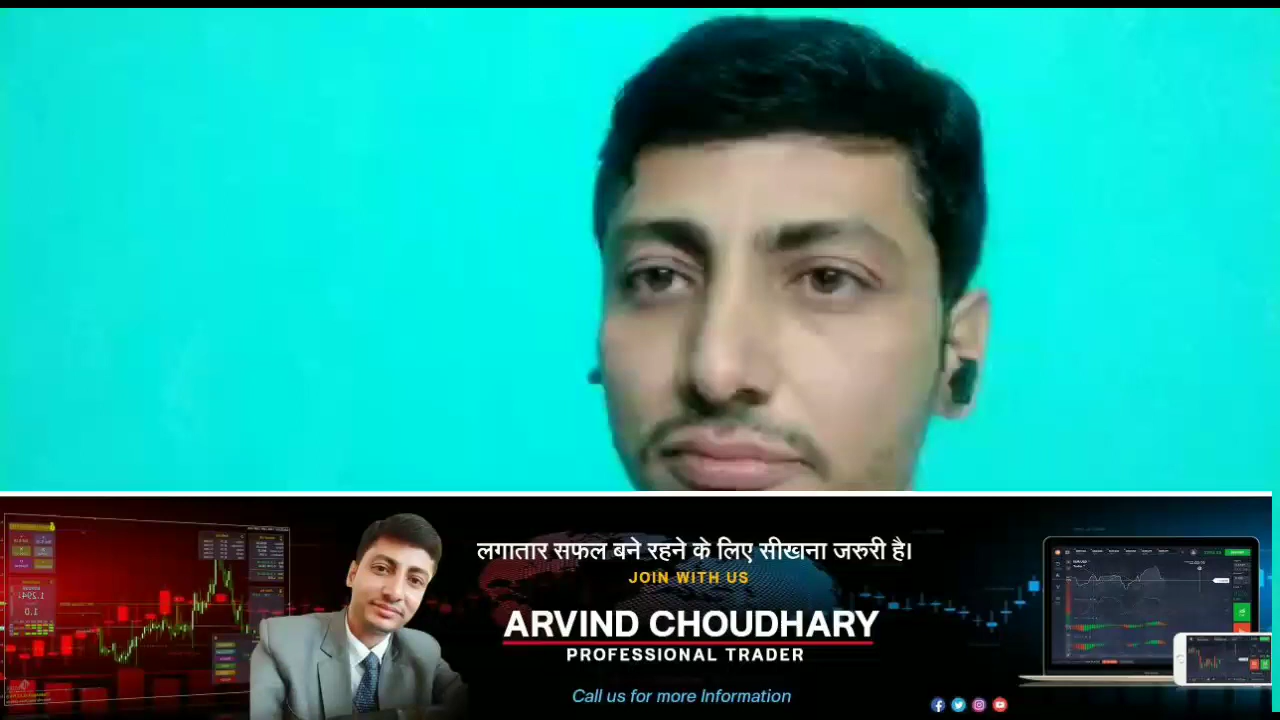 लगातार सफल बने रहने के लिए सीखना जरुरी है।
JOIN WITH US
ARVIND CHOUDHARY
PROFESSIONAL TRADER
Call us for more Information